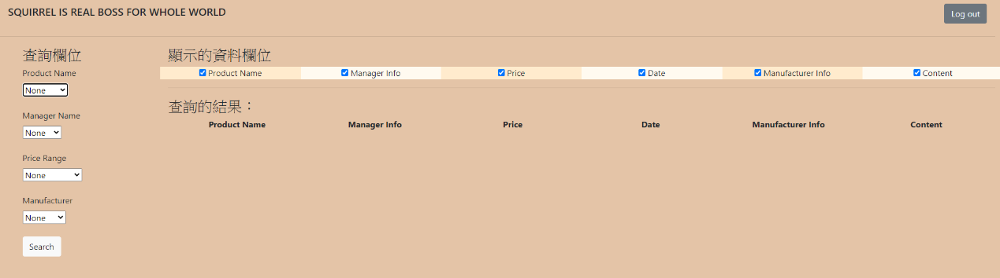 SQUIRREL IS REAL BOSS FOR WHOLE WORLD
Log out
查詢欄位
Product Name
None
Manager Name
None
Price Range
None
Manufacturer
None
Search
顯示的資料欄位
Product Name Manager Info Price Date Manufacturer Info Content
查詢的結果：
Product Name Manager Info Price Date Manufacturer Info Content